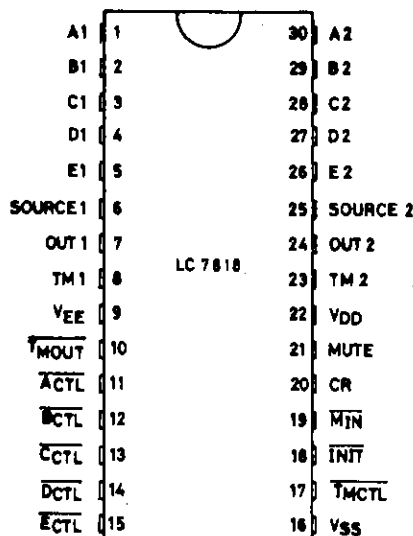 A1 1 30 A2
B1 2 29 B2
C1 3 28 C2
D1 4 27 D2
E1 5 26 E2
SOURCE1 6 25 SOURCE 2
OUT 1 7 24 OUT 2
TM 1 8 LC 7818 23 TM 2
VEE 9 22 VDD
TMOUT 10 21 MUTE
ACTL 11 20 CR
BCTL 12 19 MIN
CCTL 13 18 INIT
DCTL 14 17 TMCTL
ECTL 15 16 VSS